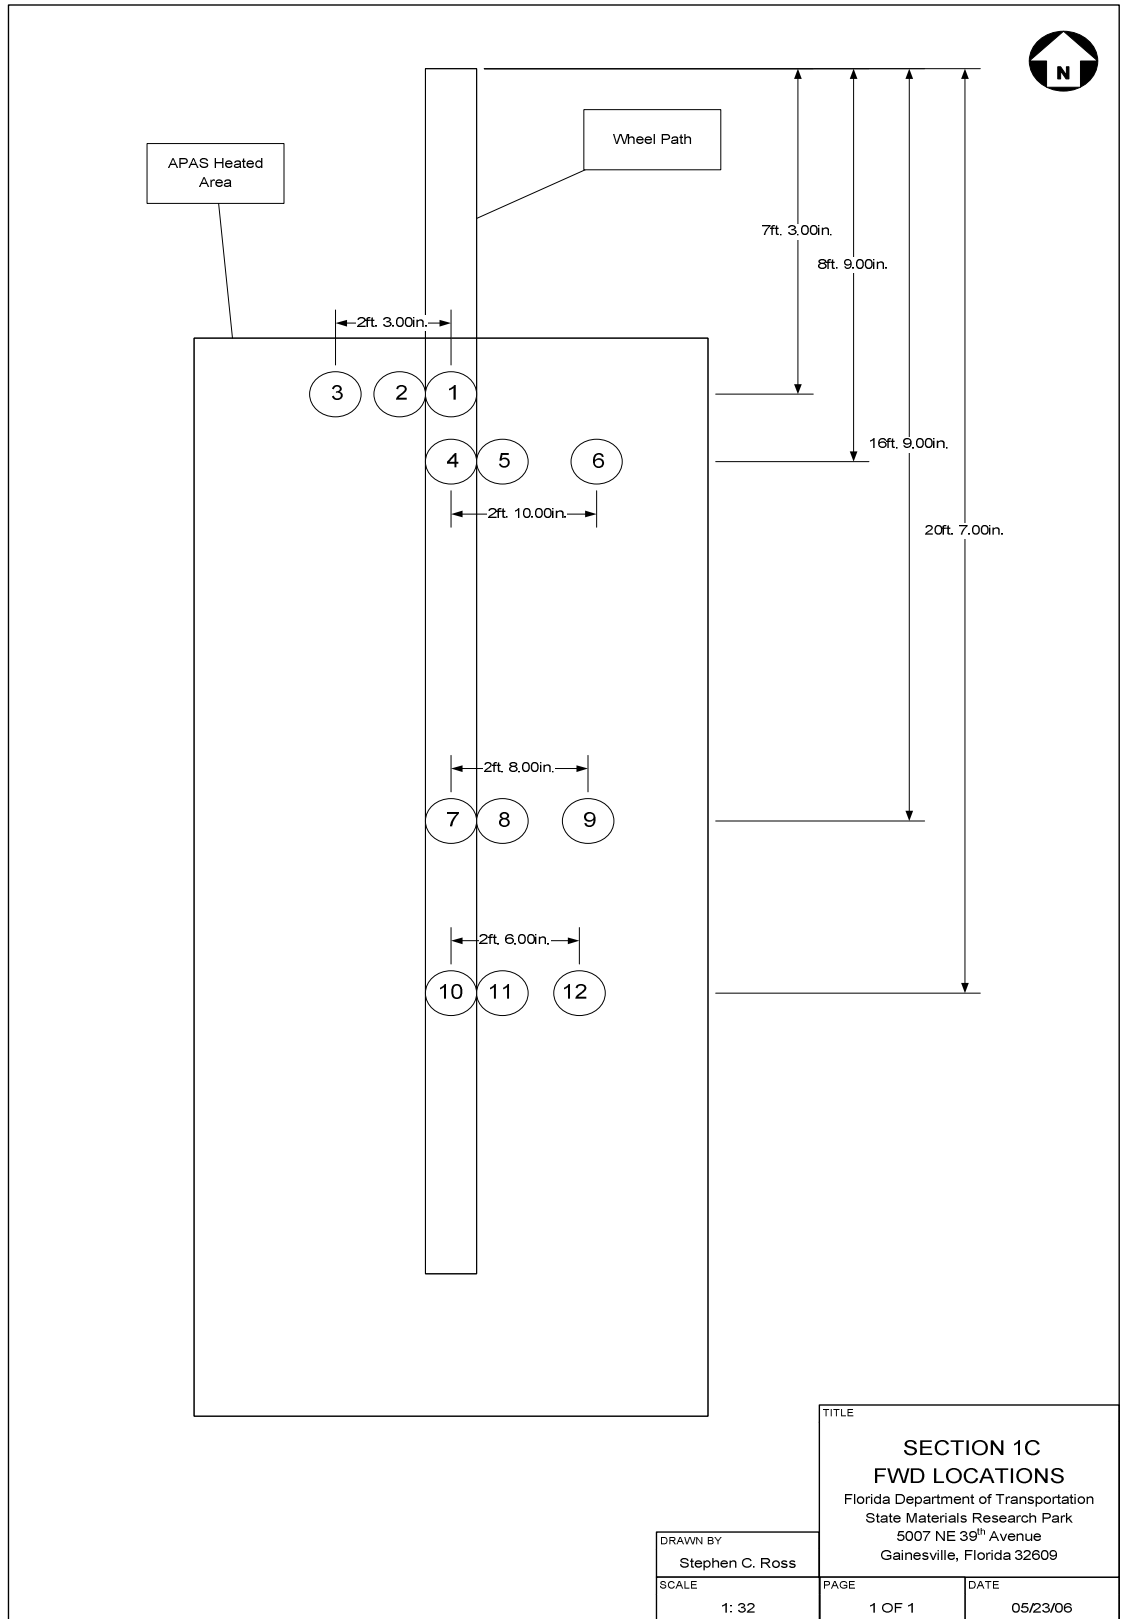 N
Wheel Path
APAS Heated
Area
7ft. 3.00in.
8ft. 9.00in.
2ft. 3.00in.
3
2
1
16ft. 9.00in.
4
5
6
2ft. 10.00in.
20ft. 7.00in.
2ft. 8.00in.
7
8
9
2ft. 6.00in.
10
11
12
TITLE
SECTION 1C
FWD LOCATIONS
Florida Department of Transportation
State Materials Research Park
5007 NE 39th Avenue
Gainesville, Florida 32609
DRAWN BY
Stephen C. Ross
SCALE
1: 32
PAGE
1 OF 1
DATE
05/23/06